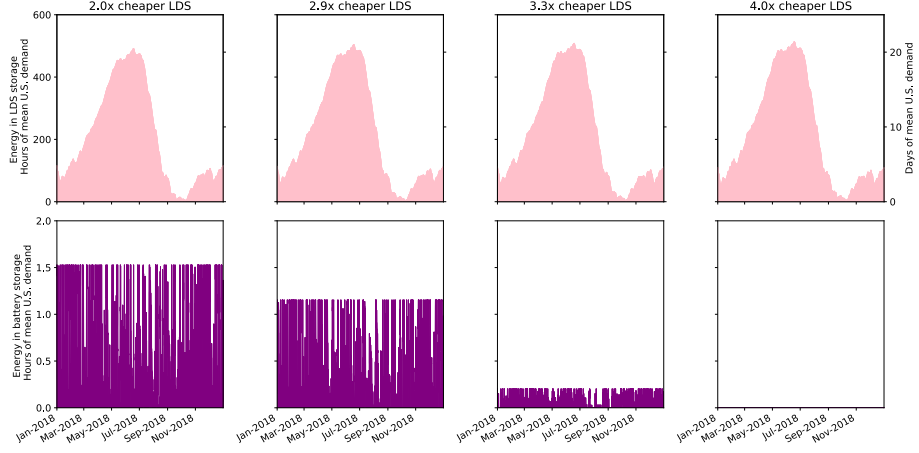 2.0x cheaper LDS
2.9x cheaper LDS
3.3x cheaper LDS
4.0x cheaper LDS
Energy in LDS storage
Hours of mean U.S. demand
600
400
200
0
20
10
0
Days of mean U.S. demand
Energy in battery storage
Hours of mean U.S. demand
2.0
1.5
1.0
0.5
0.0
Jan-2018
Mar-2018
May-2018
Jul-2018
Sep-2018
Nov-2018
Jan-2018
Mar-2018
May-2018
Jul-2018
Sep-2018
Nov-2018
Jan-2018
Mar-2018
May-2018
Jul-2018
Sep-2018
Nov-2018
Jan-2018
Mar-2018
May-2018
Jul-2018
Sep-2018
Nov-2018